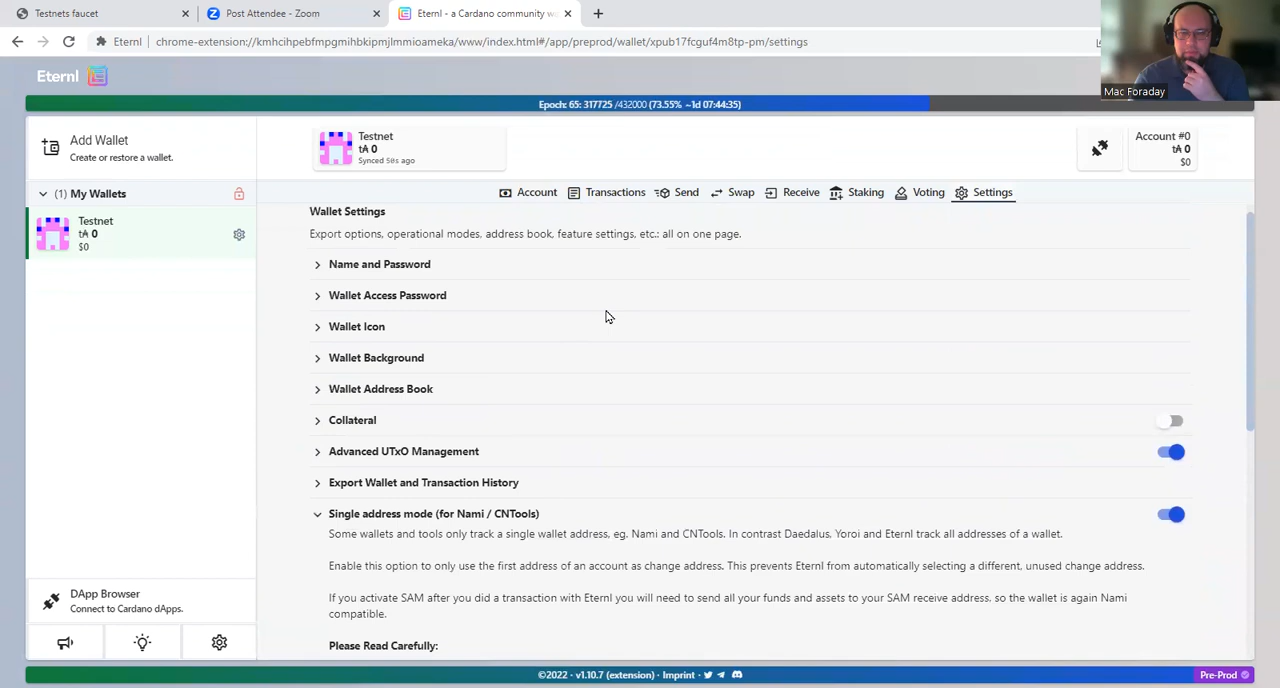 Testnets faucet
Post Attendee - Zoom
Eternl - a Cardano community w
Eternl
chrome-extension://kmhcihpebfmpgmihbkipmjlmmioameka/www/index.html#/app/preprod/wallet/xpub17fcguf4m8tp-pm/settings
Mac Foraday
Eternl
Epoch: 65: 317725 /432000 (73.55% ~1d 07:44:35)
Add Wallet
Create or restore a wallet.
Testnet
t₳ 0
Synced 50s ago
Account #0
t₳ 0
$0
(1) My Wallets
Account Transactions Send Swap Receive Staking Voting Settings
Testnet
t₳ 0
$0
Wallet Settings
Export options, operational modes, address book, feature settings, etc.: all on one page.
Name and Password
Wallet Access Password
Wallet Icon
Wallet Background
Wallet Address Book
Collateral
Advanced UTxO Management
Export Wallet and Transaction History
Single address mode (for Nami / CNTools)
Some wallets and tools only track a single wallet address, eg. Nami and CNTools. In contrast Daedalus, Yoroi and Eternl track all addresses of a wallet.
Enable this option to only use the first address of an account as change address. This prevents Eternl from automatically selecting a different, unused change address.
If you activate SAM after you did a transaction with Eternl you will need to send all your funds and assets to your SAM receive address, so the wallet is again Nami
compatible.
Please Read Carefully:
DApp Browser
Connect to Cardano dApps.
©2022 · v1.10.7 (extension) · Imprint ·
Pre-Prod